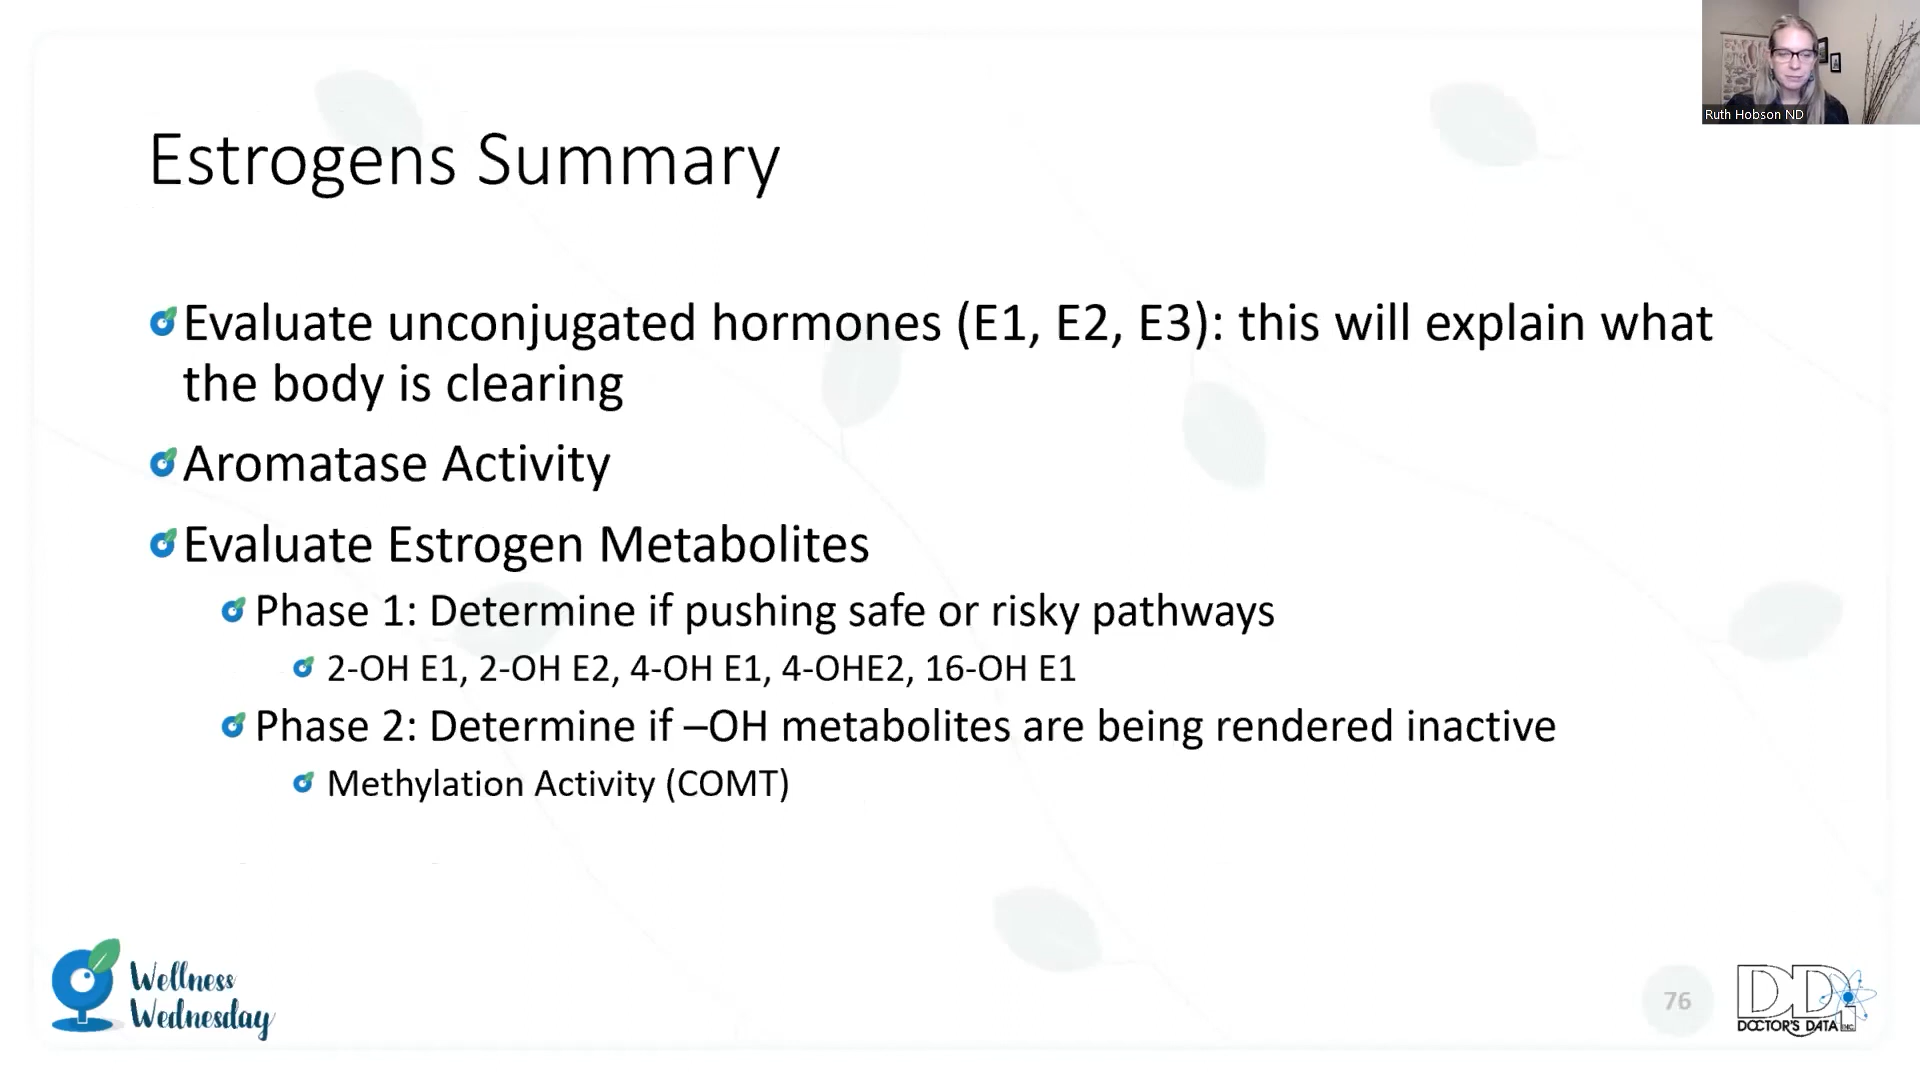 Ruth Hobson ND
Estrogens Summary
Evaluate unconjugated hormones (E1, E2, E3): this will explain what
the body is clearing
Aromatase Activity
Evaluate Estrogen Metabolites
Phase 1: Determine if pushing safe or risky pathways
2-OH E1, 2-OH E2, 4-OH E1, 4-OHE2, 16-OH E1
Phase 2: Determine if –OH metabolites are being rendered inactive
Methylation Activity (COMT)
Wellness
Wednesday
76
DDI
DOCTOR'S DATA INC.